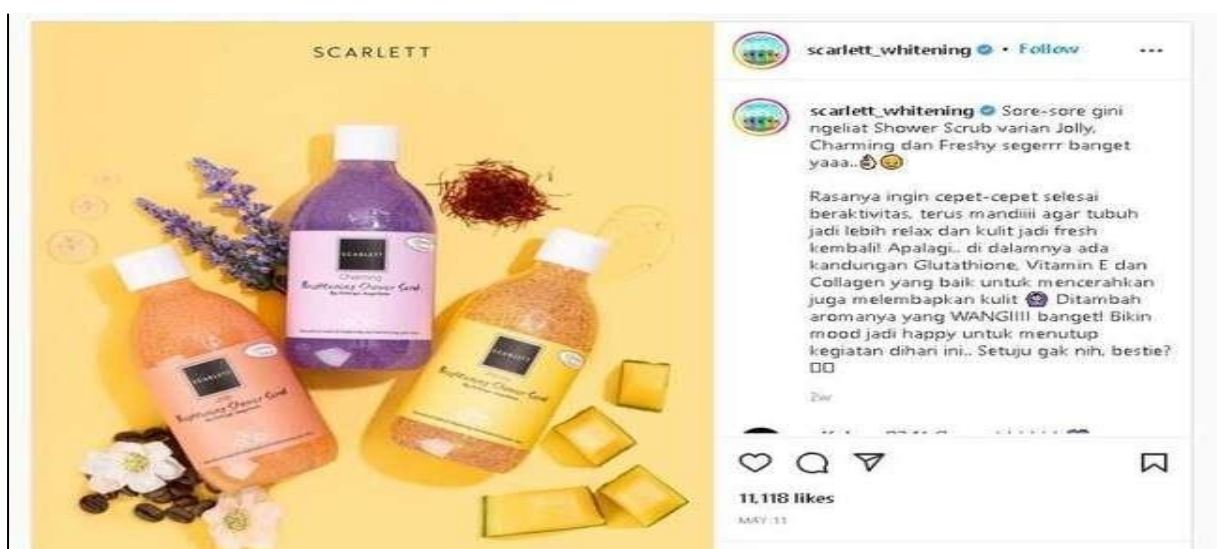 SCARLETT
scarlett_whitening • Follow
scarlett_whitening Sore-sore gini
ngeliat Shower Scrub varian Jolly,
Charming dan Freshy segerrr banget
yaaa..👌😊
Rasanya ingin cepet-cepet selesai
beraktivitas, terus mandiiii agar tubuh
jadi lebih relax dan kulit jadi fresh
kembali! Apalagi.. di dalamnya ada
kandungan Glutathione, Vitamin E dan
Collagen yang baik untuk mencerahkan
juga melembapkan kulit 🙆 Ditambah
aromanya yang WANGIIII banget! Bikin
mood jadi happy untuk menutup
kegiatan dihari ini.. Setuju gak nih, bestie?
2w
11,118 likes
MAY 11
SCARLETT
Charming
Brightening Shower Scrub
SCARLETT
Brightening Shower Scrub
SCARLETT
Brightening Shower Scrub